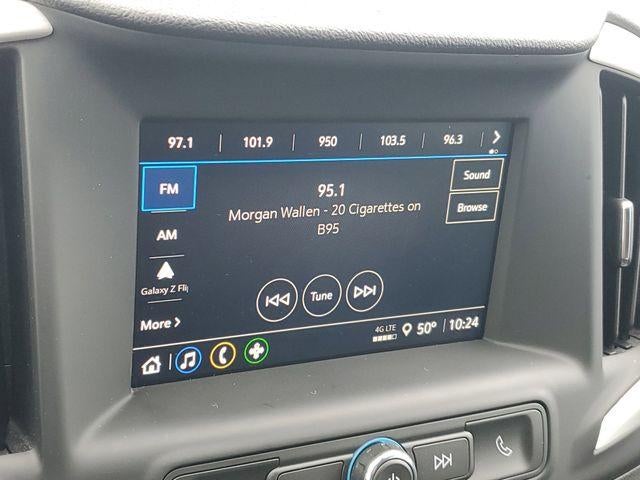 97.1 101.9 950 103.5 96.3
FM
95.1
Sound
Morgan Wallen - 20 Cigarettes on
B95
Browse
AM
Galaxy Z Fli
Tune
More
4G LTE 50° 10:24